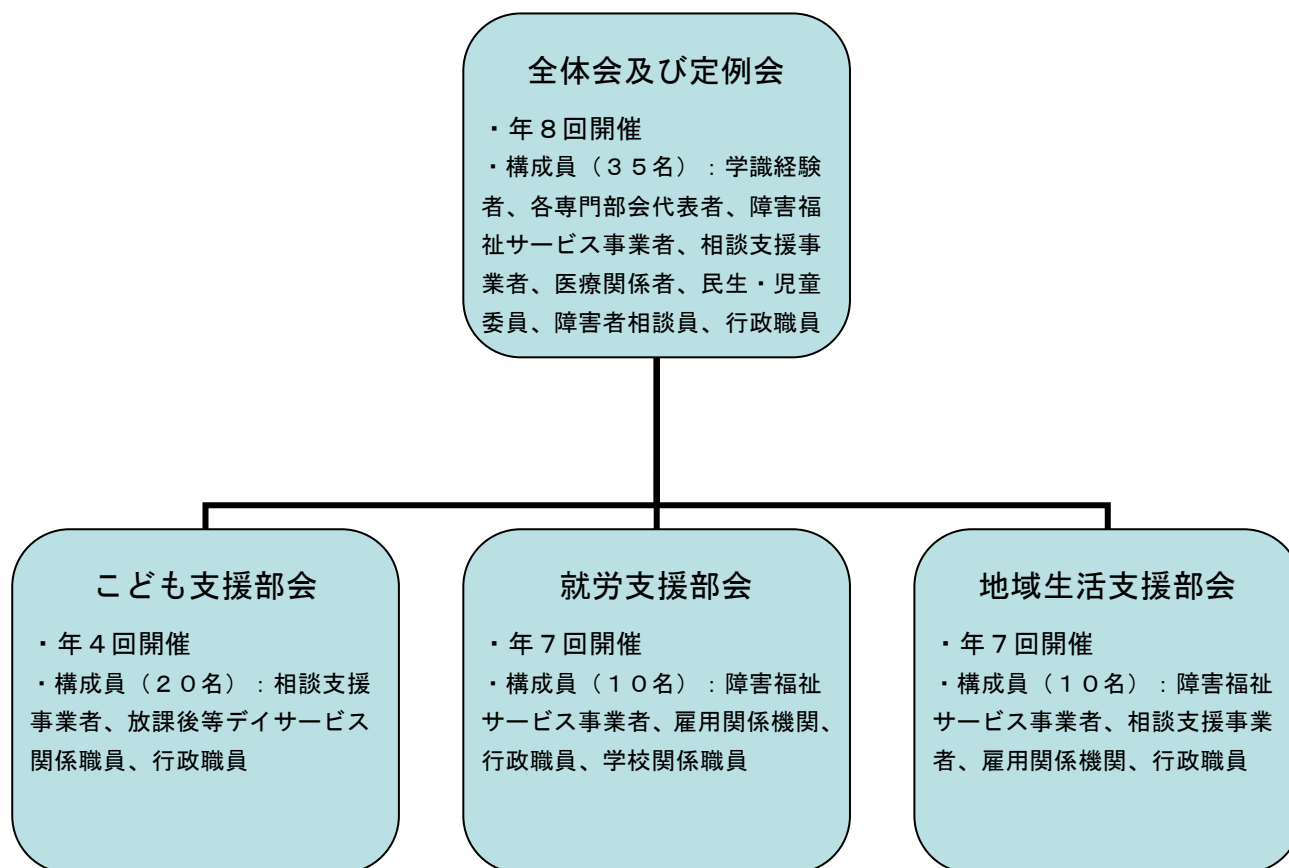 全体会及び定例会
・年８回開催
・構成員（３５名）：学識経験
者、各専門部会代表者、障害福
祉サービス事業者、相談支援事
業者、医療関係者、民生・児童
委員、障害者相談員、行政職員
こども支援部会
・年４回開催
・構成員（２０名）：相談支援
事業者、放課後等デイサービス
関係職員、行政職員
就労支援部会
・年７回開催
・構成員（１０名）：障害福祉
サービス事業者、雇用関係機関、
行政職員、学校関係職員
地域生活支援部会
・年７回開催
・構成員（１０名）：障害福祉
サービス事業者、相談支援事業
者、雇用関係機関、行政職員